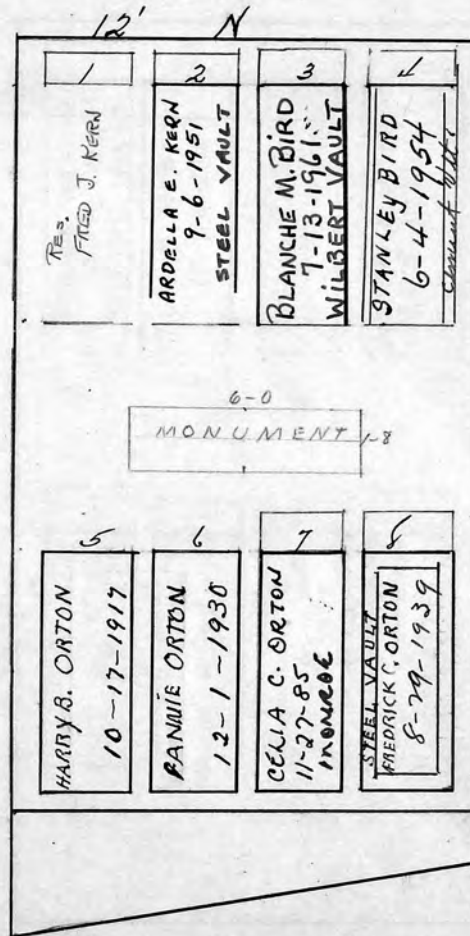 12' N
1
Res.
FRED J. KERN
2
ARDELLA E. KERN
9-6-1951
STEEL VAULT
3
BLANCHE M. BIRD
7-13-1961
WILBERT VAULT
4
STANLEY BIRD
6-4-1954
6-0
MONUMENT 1-8
5
HARRY B. ORTON
10-17-1917
6
FANNIE ORTON
12-1-1930
7
CELIA C. ORTON
11-27-85
MONROE
8
STEEL VAULT
FREDRICK C. ORTON
8-29-1939